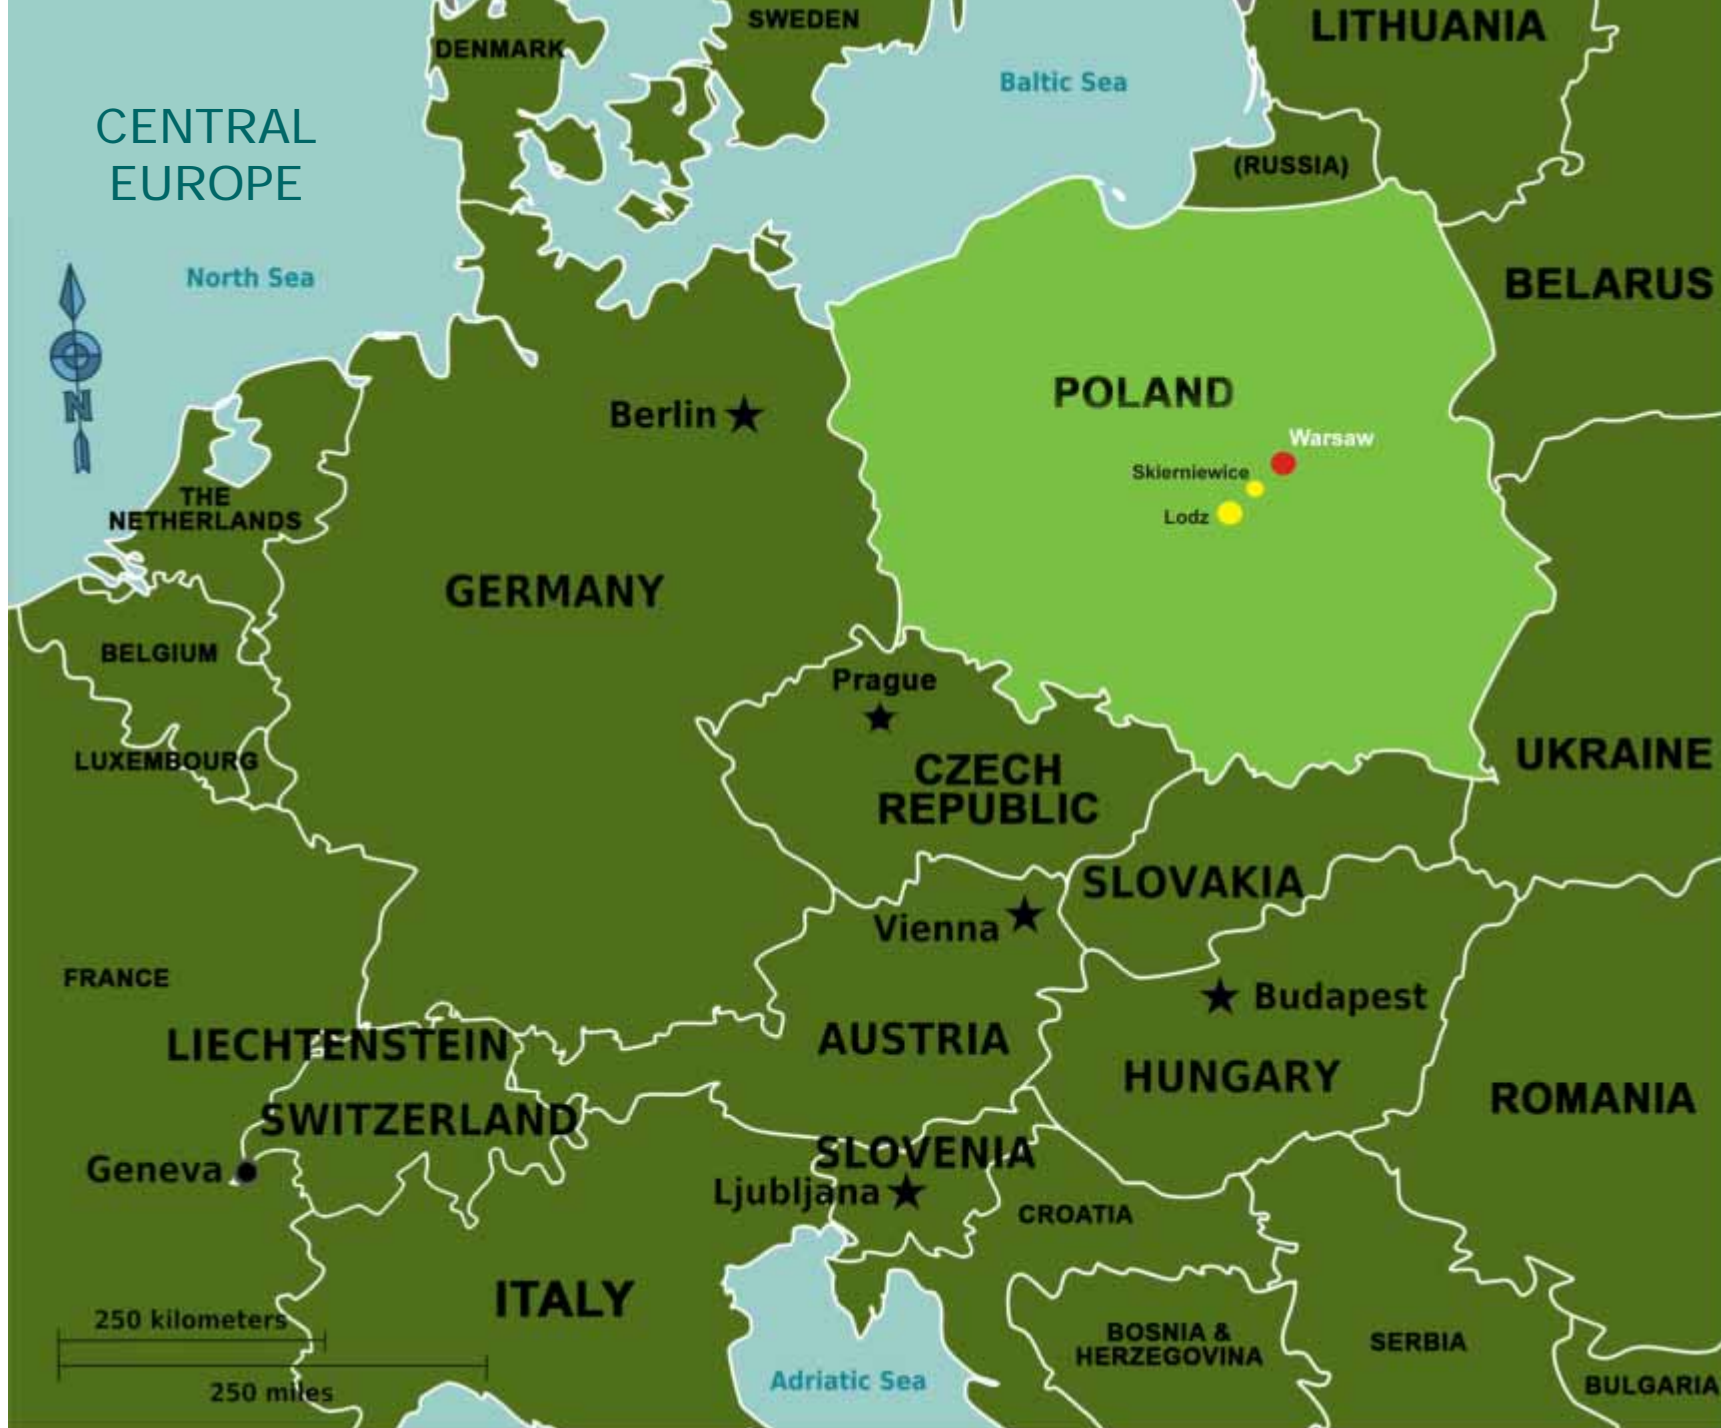 DENMARK
SWEDEN
LITHUANIA
Baltic Sea
CENTRAL
EUROPE
(RUSSIA)
North Sea
BELARUS
N
POLAND
Berlin
Warsaw
Skierniewice
Lodz
THE
NETHERLANDS
GERMANY
BELGIUM
Prague
LUXEMBOURG
CZECH
REPUBLIC
UKRAINE
SLOVAKIA
Vienna
FRANCE
Budapest
LIECHTENSTEIN
AUSTRIA
HUNGARY
ROMANIA
SWITZERLAND
SLOVENIA
Geneva
Ljubljana
CROATIA
ITALY
250 kilometers
250 miles
BOSNIA &
HERZEGOVINA
SERBIA
Adriatic Sea
BULGARIA